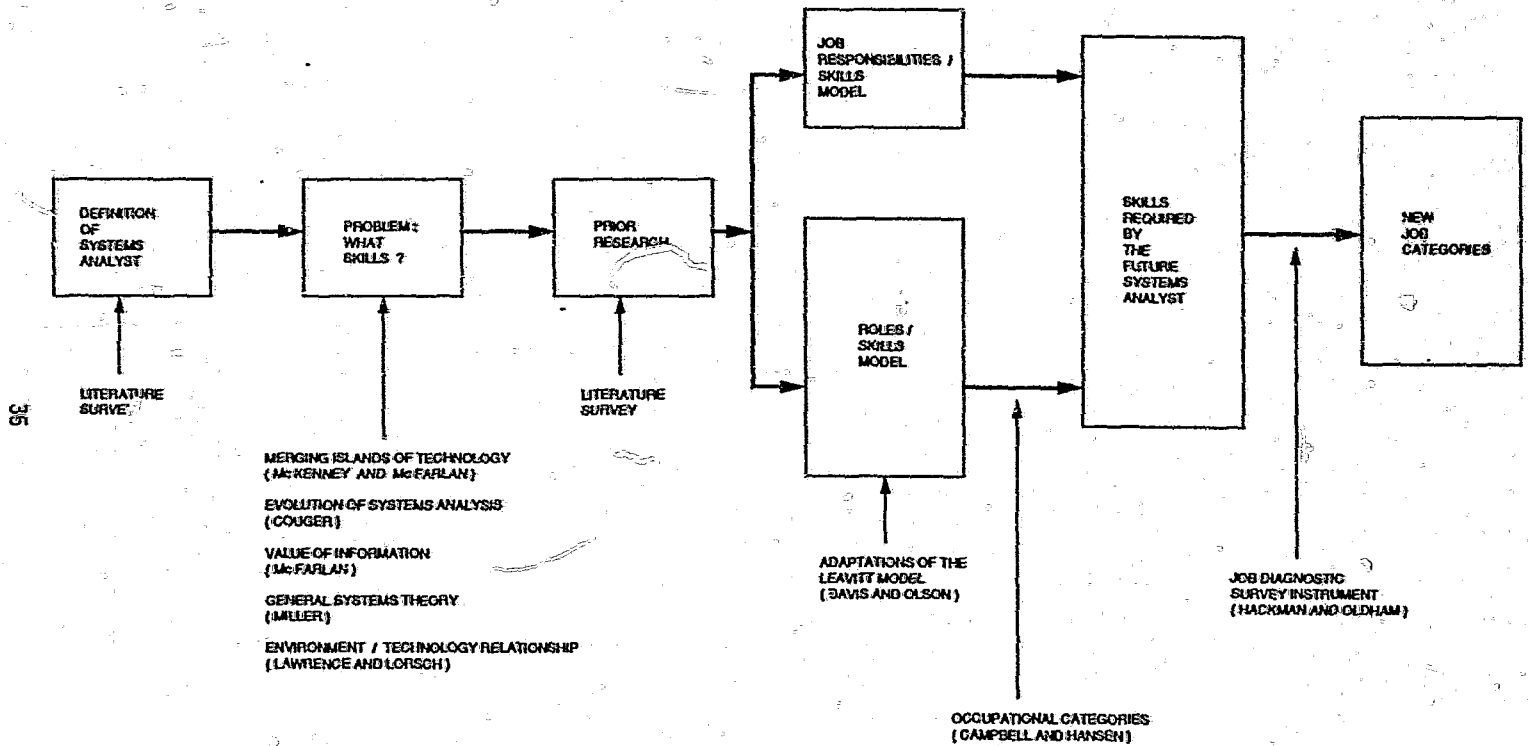 JOB
RESPONSIBILITIES /
SKILLS
MODEL
DEFINITION
OF
SYSTEMS
ANALYST
PROBLEM:
WHAT
SKILLS ?
PRIOR
RESEARCH
SKILLS
REQUIRED
BY
THE
FUTURE
SYSTEMS
ANALYST
NEW
JOB
CATEGORIES
ROLES /
SKILLS
MODEL
LITERATURE
SURVE
LITERATURE
SURVEY
35
MERGING ISLANDS OF TECHNOLOGY
( McKENNEY AND McFARLAN )
EVOLUTION OF SYSTEMS ANALYSIS
( COUGER )
VALUE OF INFORMATION
( McFARLAN )
GENERAL SYSTEMS THEORY
( MILLER )
ENVIRONMENT / TECHNOLOGY RELATIONSHIP
( LAWRENCE AND LORSCH )
ADAPTATIONS OF THE
LEAVITT MODEL
( DAVIS AND OLSON )
JOB DIAGNOSTIC
SURVEY INSTRUMENT
( HACKMAN AND OLDHAM )
OCCUPATIONAL CATEGORIES
( CAMPBELL AND HANSEN )